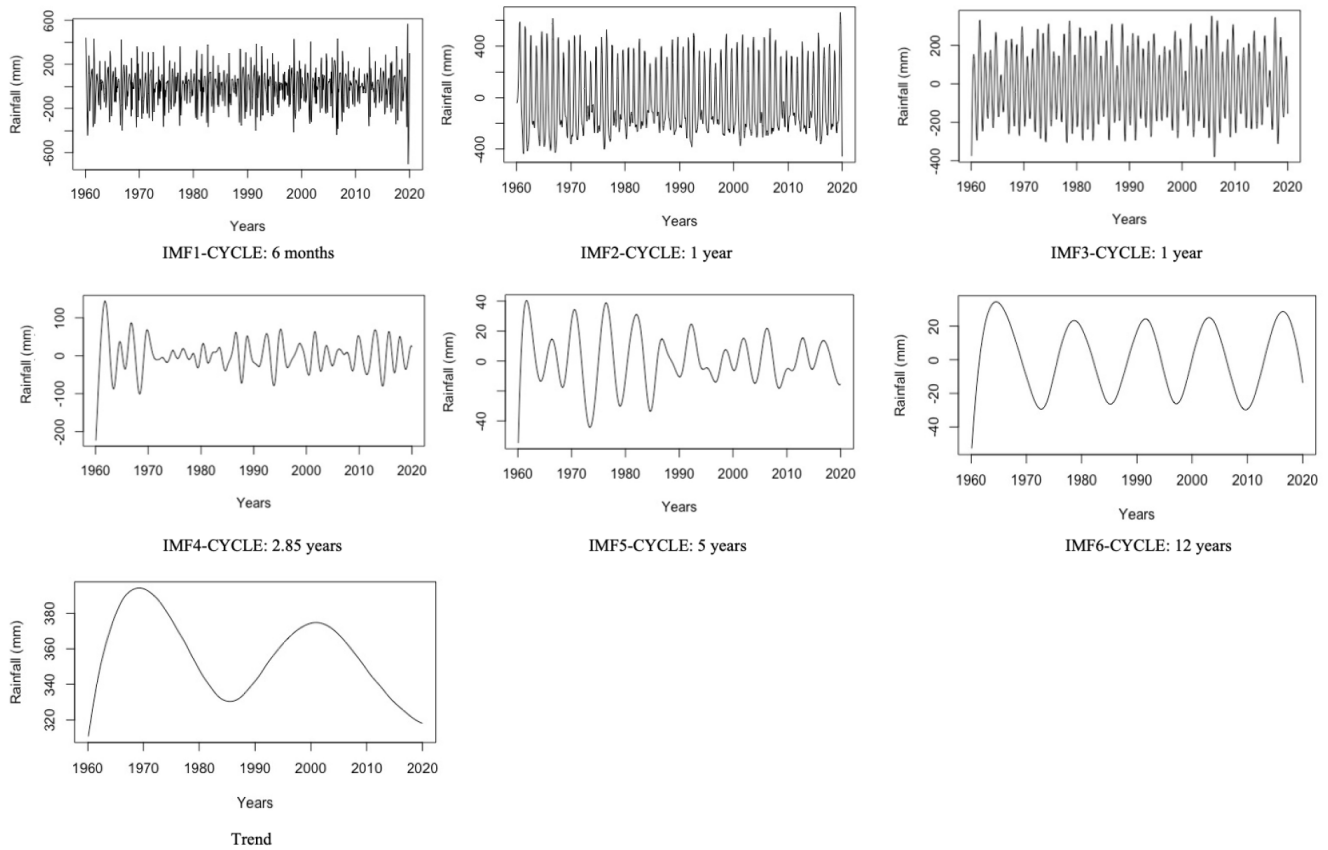 Rainfall (mm)
600
200
-200
-600
1960 1970 1980 1990 2000 2010 2020
Years
IMF1-CYCLE: 6 months
Rainfall (mm)
400
0
400
1960 1970 1980 1990 2000 2010 2020
Years
IMF2-CYCLE: 1 year
Rainfall (mm)
200
0
-200
-400
1960 1970 1980 1990 2000 2010 2020
Years
IMF3-CYCLE: 1 year
Rainfall (mm)
100
0
-100
-200
1960 1970 1980 1990 2000 2010 2020
Years
IMF4-CYCLE: 2.85 years
Rainfall (mm)
40
20
0
-40
1960 1970 1980 1990 2000 2010 2020
Years
IMF5-CYCLE: 5 years
Rainfall (mm)
20
0
-20
-40
1960 1970 1980 1990 2000 2010 2020
Years
IMF6-CYCLE: 12 years
Rainfall (mm)
380
360
340
320
1960 1970 1980 1990 2000 2010 2020
Years
Trend